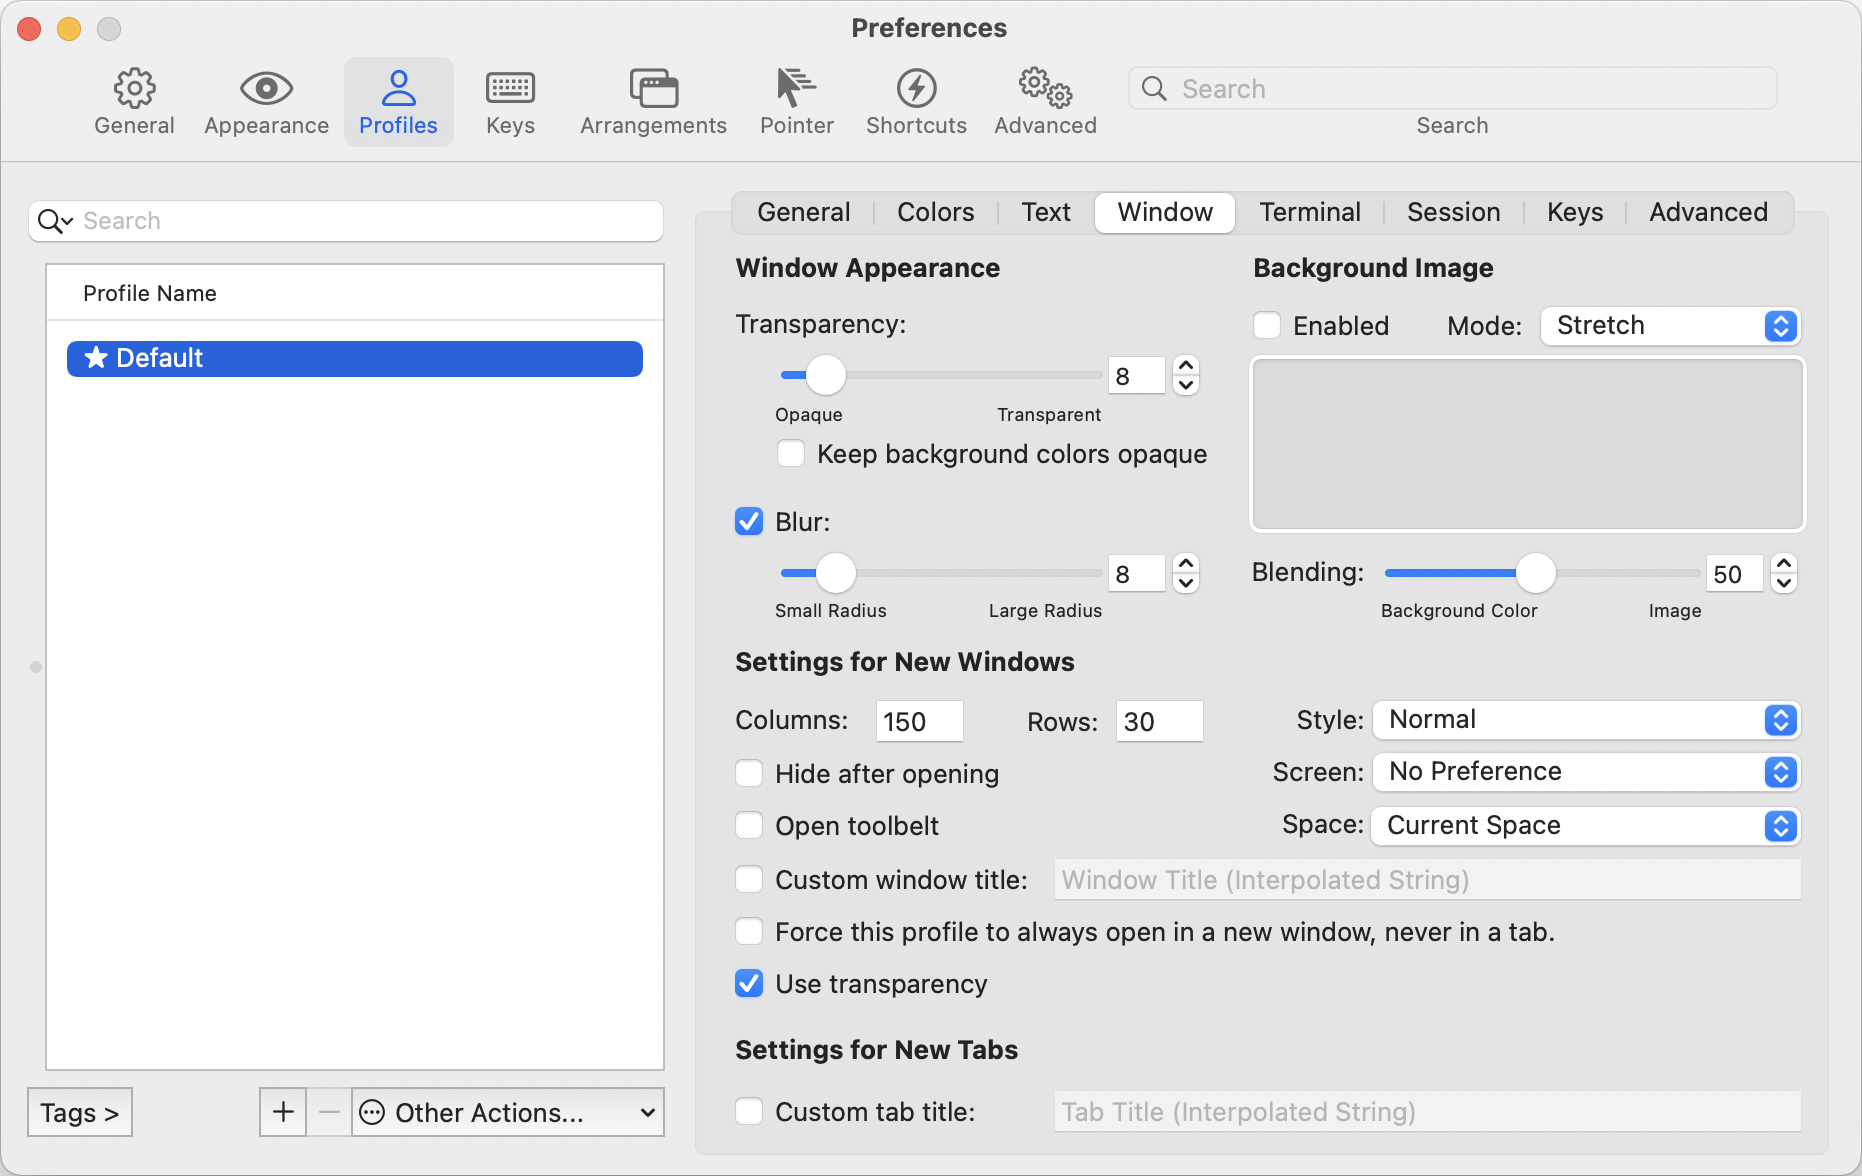 Preferences
General
Appearance
Profiles
Keys
Arrangements
Pointer
Shortcuts
Advanced
Search
Search
Search
Profile Name
Default
Tags >
Other Actions...
General
Colors
Text
Window
Terminal
Session
Keys
Advanced
Window Appearance
Transparency:
8
Opaque
Transparent
Keep background colors opaque
Blur:
8
Small Radius
Large Radius
Background Image
Enabled
Mode:
Stretch
Blending:
50
Background Color
Image
Settings for New Windows
Columns:
150
Rows:
30
Style:
Normal
Hide after opening
Screen:
No Preference
Open toolbelt
Space:
Current Space
Custom window title:
Window Title (Interpolated String)
Force this profile to always open in a new window, never in a tab.
Use transparency
Settings for New Tabs
Custom tab title:
Tab Title (Interpolated String)